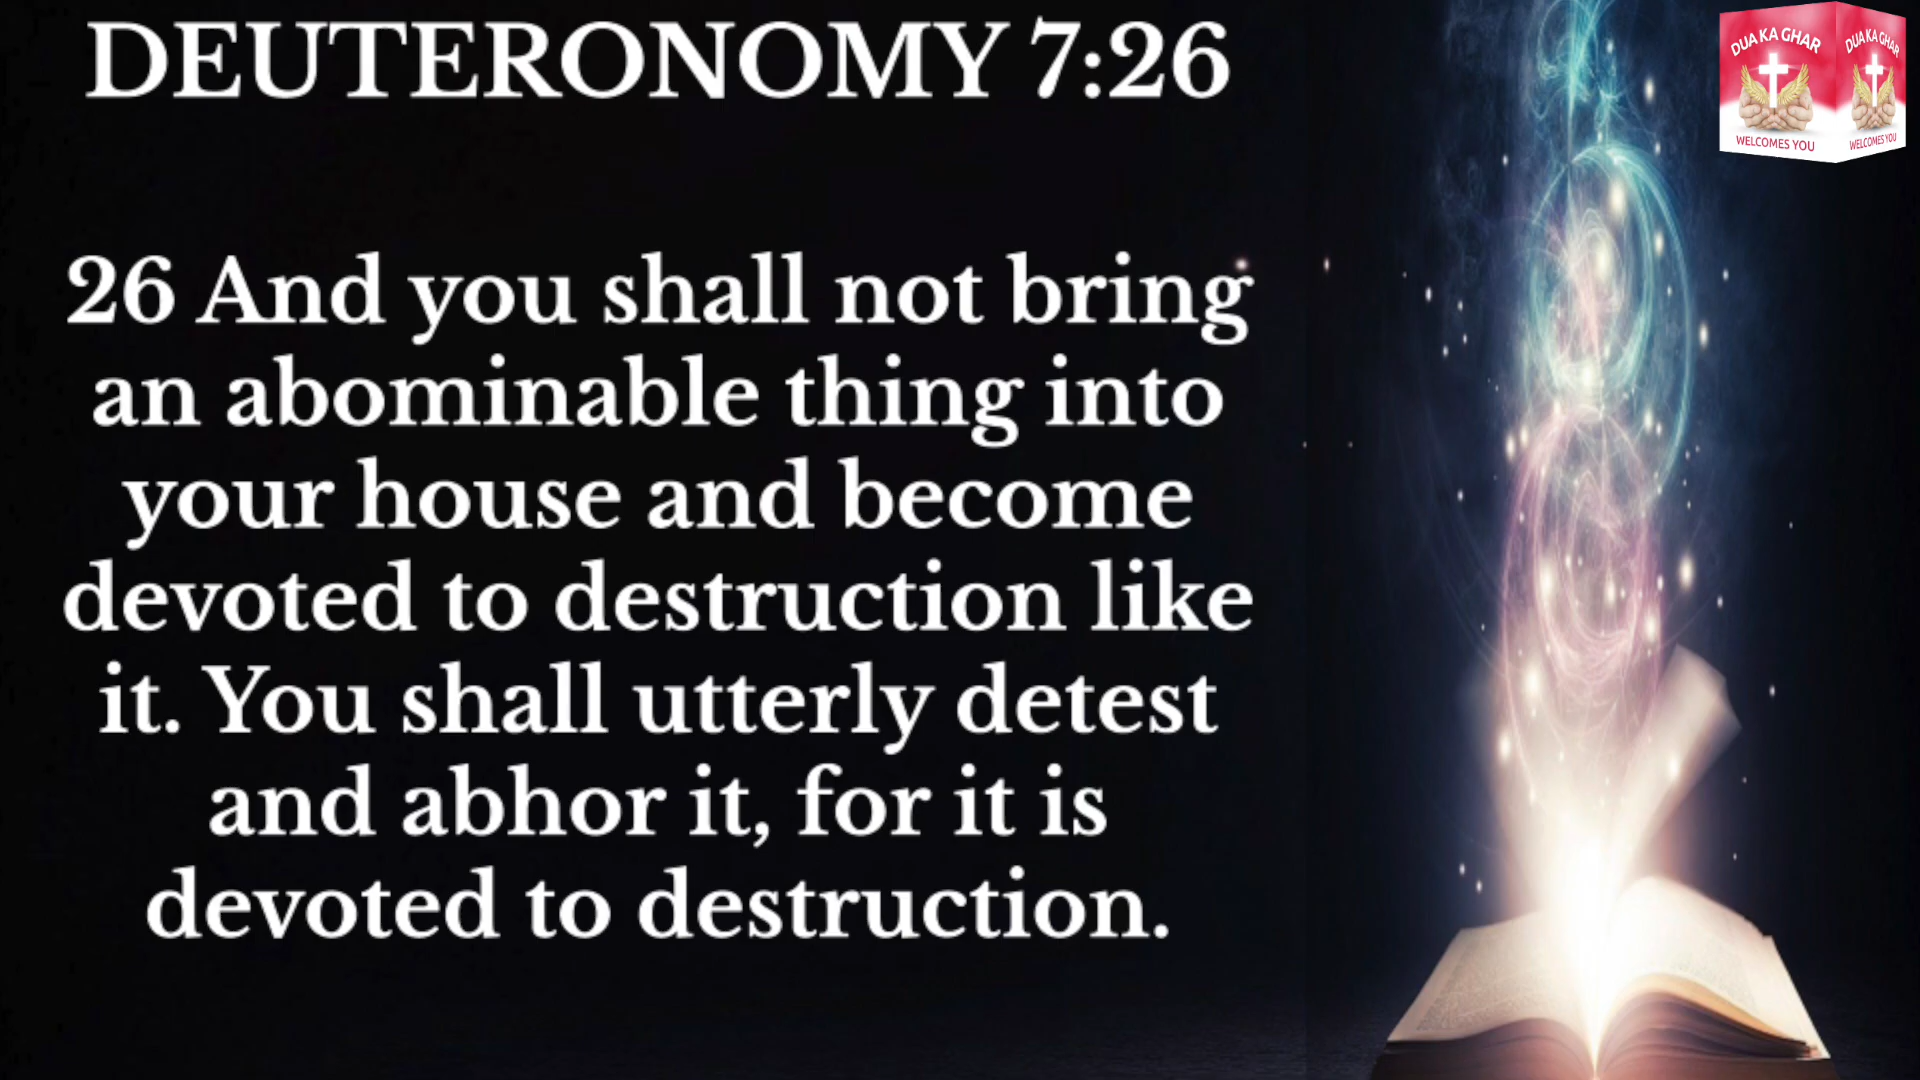 DEUTERONOMY 7:26
26 And you shall not bring
an abominable thing into
your house and become
devoted to destruction like
it. You shall utterly detest
and abhor it, for it is
devoted to destruction.
DUA KA GHAR
WELCOMES YOU
DUA KA GHAR
WELCOMES YOU